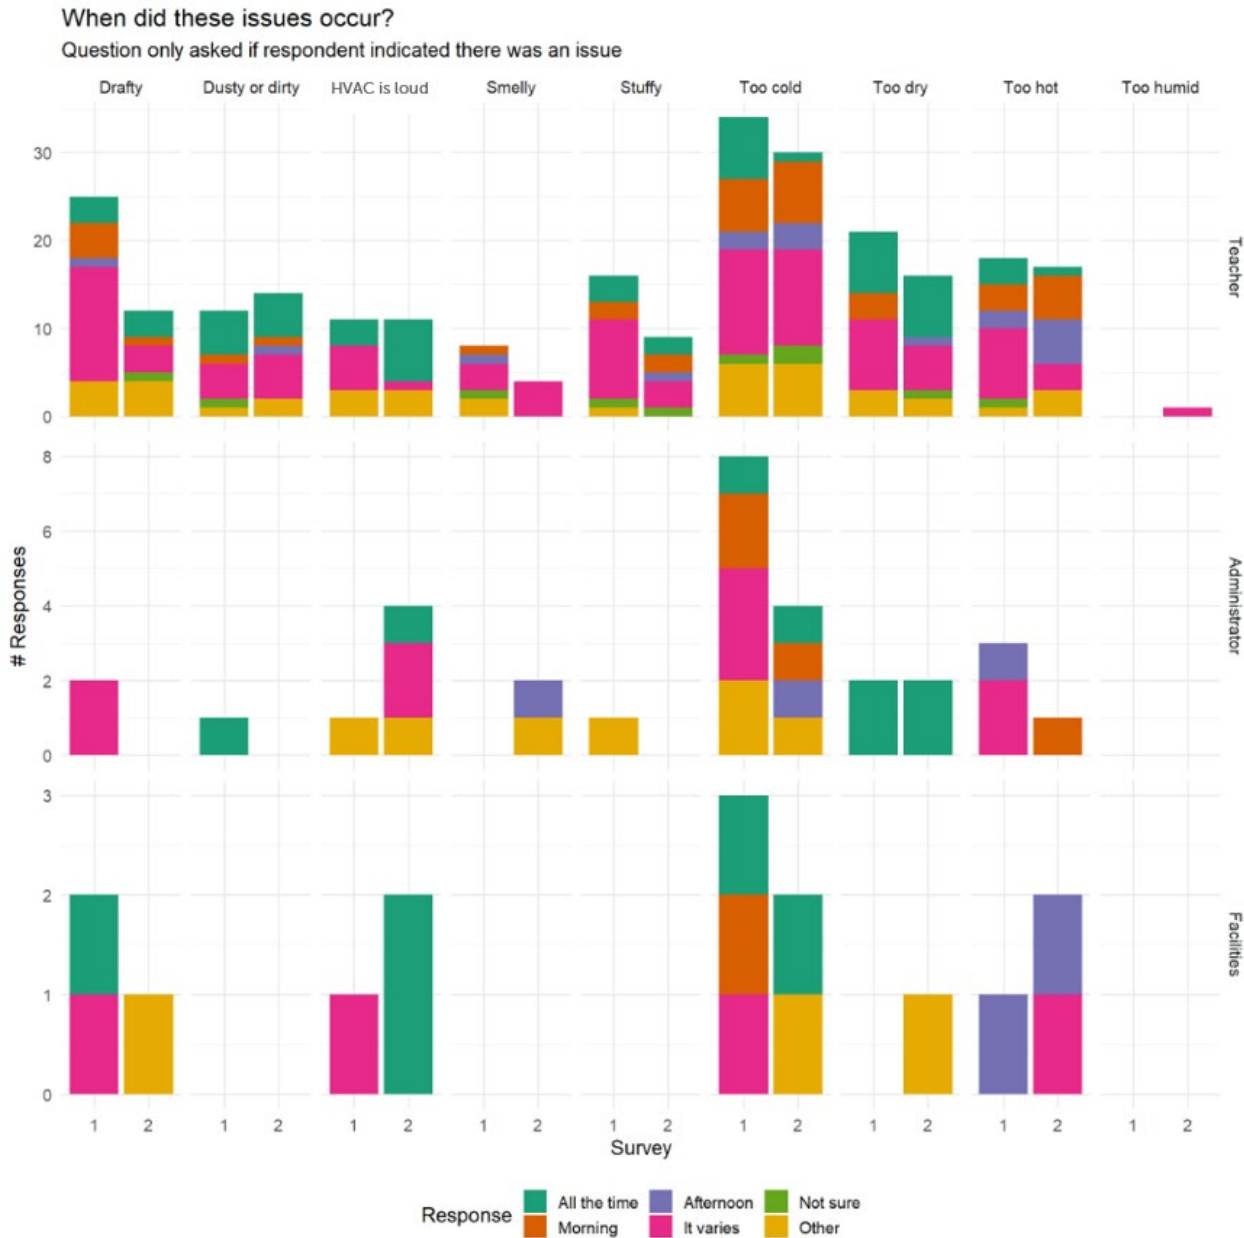 When did these issues occur?
Question only asked if respondent indicated there was an issue
Drafty Dusty or dirty HVAC is loud Smelly Stuffy Too cold Too dry Too hot Too humid
30
20
10
0
Teacher
8
6
4
2
0
Administrator
# Responses
3
2
1
0
Facilities
1 2 1 2 1 2 1 2 1 2 1 2 1 2 1 2 1 2
Survey
Response
All the time Afternoon Not sure
Morning It varies Other